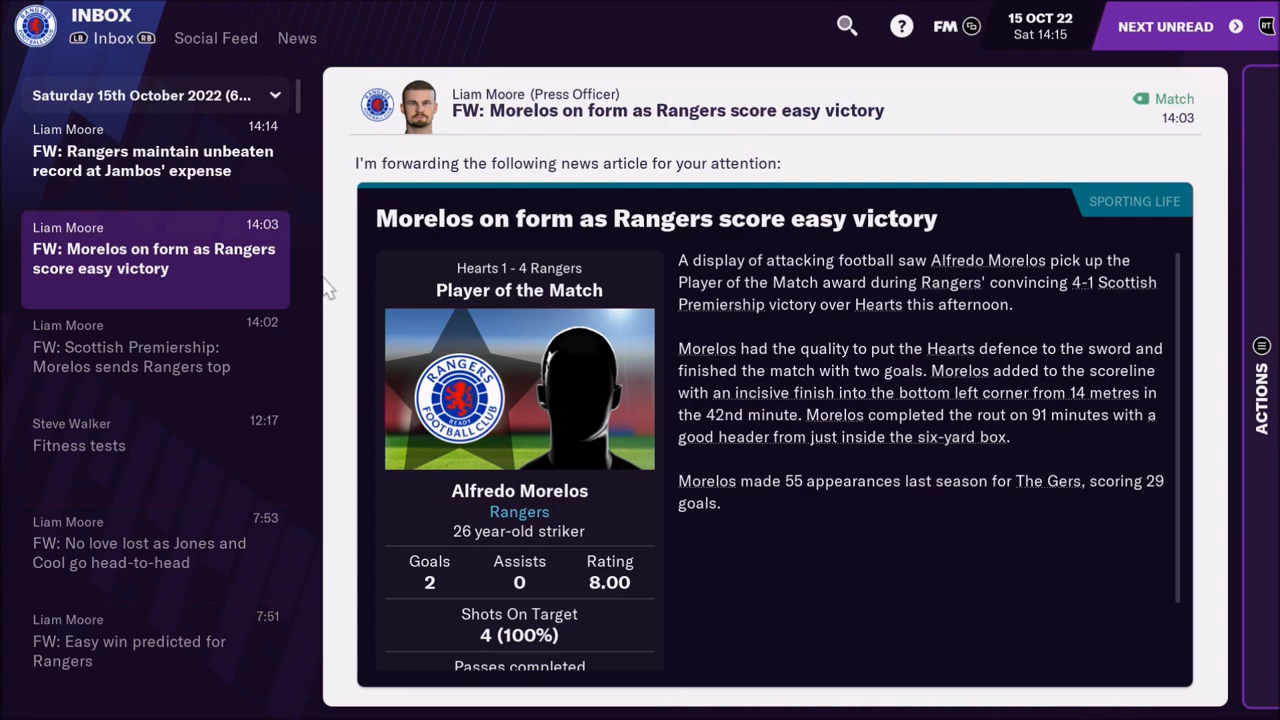 INBOX
LB Inbox RB Social Feed News
FM
15 OCT 22
Sat 14:15
NEXT UNREAD
RT
Saturday 15th October 2022 (6...
Liam Moore 14:14
FW: Rangers maintain unbeaten
record at Jambos' expense
Liam Moore 14:03
FW: Morelos on form as Rangers
score easy victory
Liam Moore 14:02
FW: Scottish Premiership:
Morelos sends Rangers top
Steve Walker 12:17
Fitness tests
Liam Moore 7:53
FW: No love lost as Jones and
Cool go head-to-head
Liam Moore 7:51
FW: Easy win predicted for
Rangers
Liam Moore (Press Officer)
FW: Morelos on form as Rangers score easy victory
Match
14:03
I'm forwarding the following news article for your attention:
SPORTING LIFE
Morelos on form as Rangers score easy victory
Hearts 1 - 4 Rangers
Player of the Match
RANGERS
READY
FOOTBALL CLUB
Alfredo Morelos
Rangers
26 year-old striker
Goals Assists Rating
2 0 8.00
Shots On Target
4 (100%)
Passes completed
A display of attacking football saw Alfredo Morelos pick up the
Player of the Match award during Rangers' convincing 4-1 Scottish
Premiership victory over Hearts this afternoon.
Morelos had the quality to put the Hearts defence to the sword and
finished the match with two goals. Morelos added to the scoreline
with an incisive finish into the bottom left corner from 14 metres in
the 42nd minute. Morelos completed the rout on 91 minutes with a
good header from just inside the six-yard box.
Morelos made 55 appearances last season for The Gers, scoring 29
goals.
ACTIONS